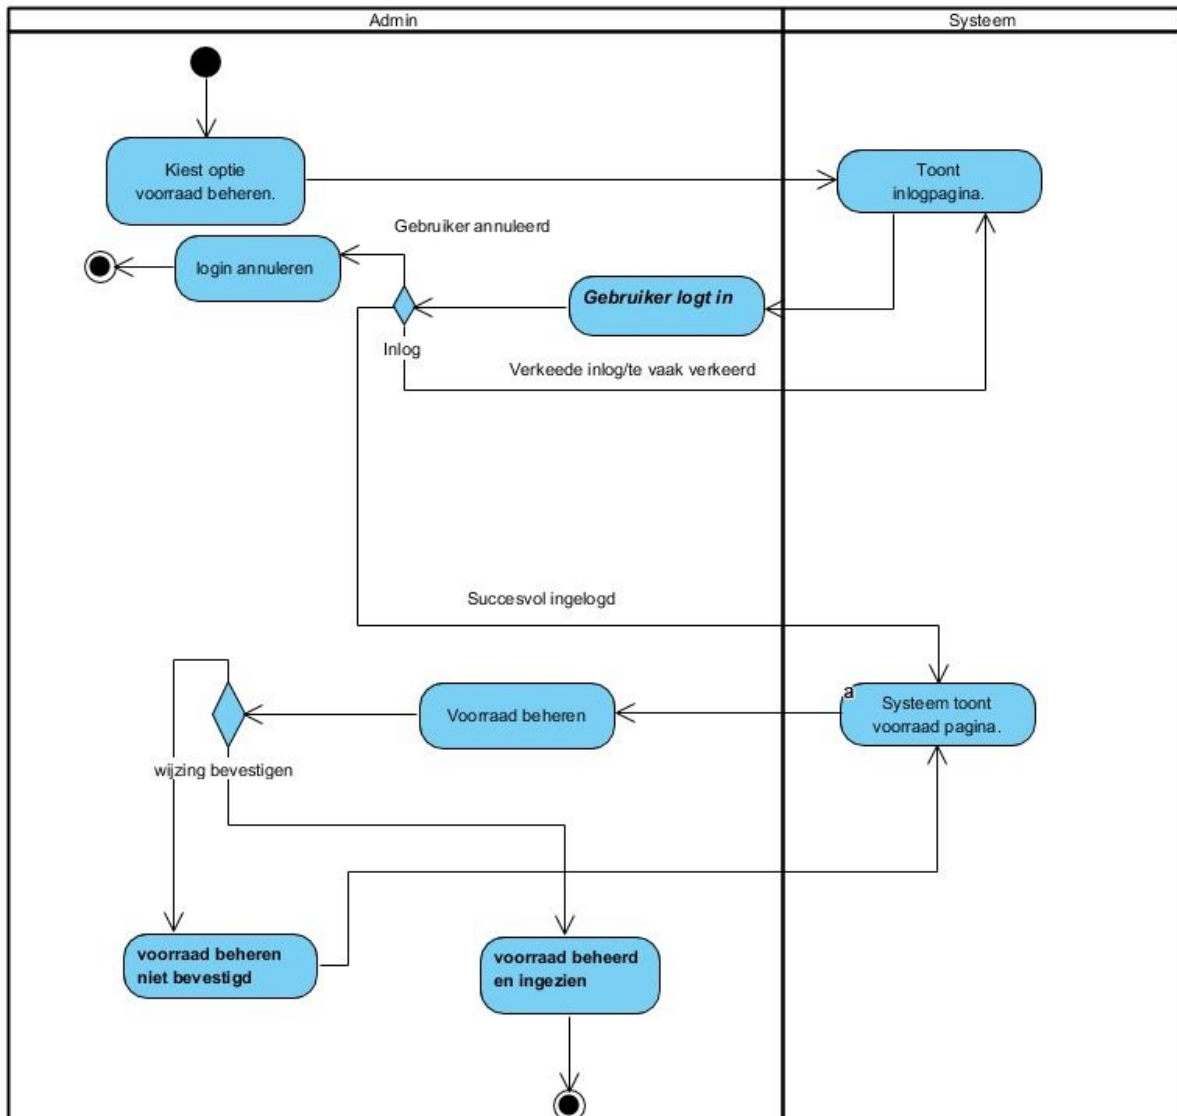 Admin
Systeem
Kiest optie
voorraad beheren.
Toont
inlogpagina.
Gebruiker annuleerd
login annuleren
Gebruiker logt in
Inlog
Verkeede inlog/te vaak verkeerd
Succesvol ingelogd
a
Systeem toont
voorraad pagina.
Voorraad beheren
wijzing bevestigen
voorraad beheren
niet bevestigd
voorraad beheerd
en ingezien